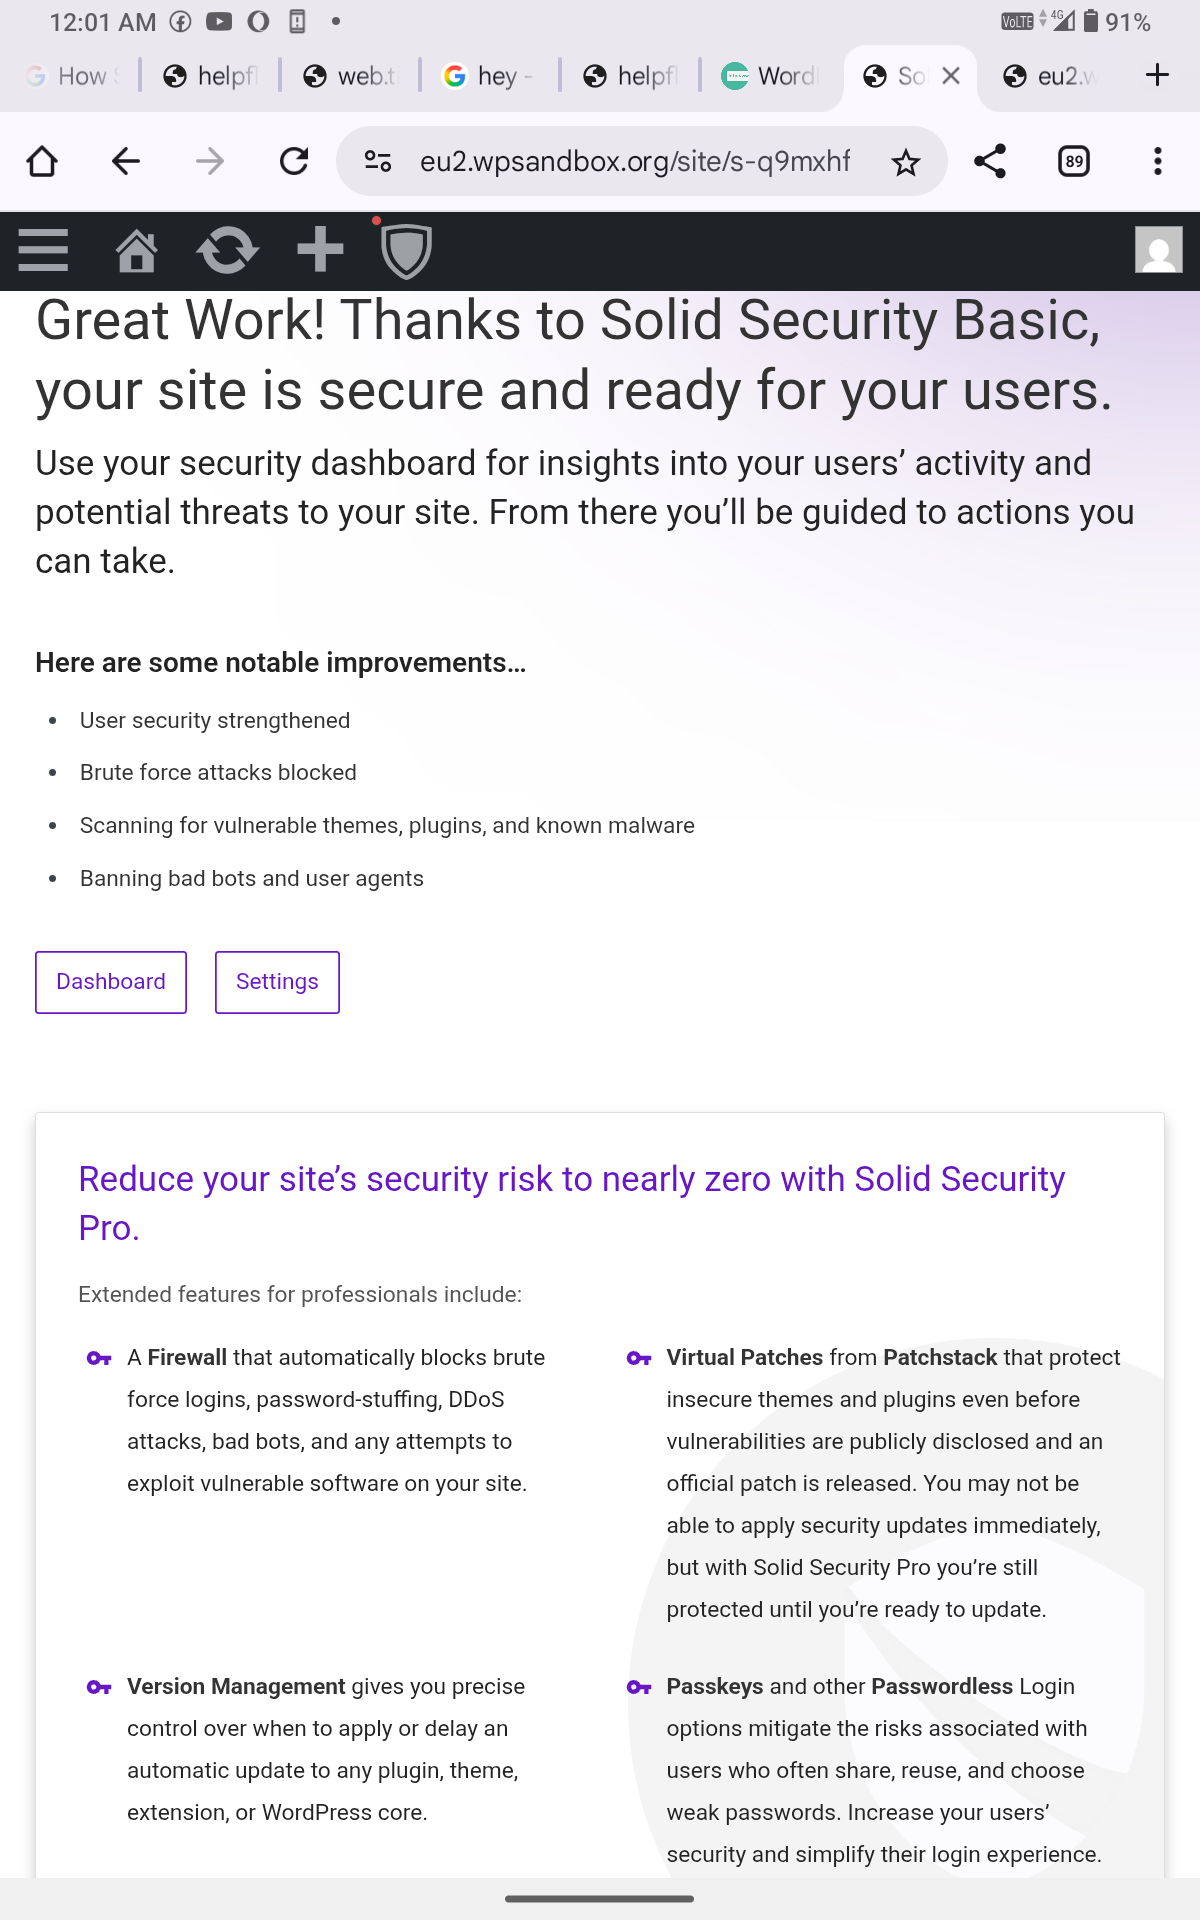 12:01 AM
VoLTE 4G 91%
How
helpf
web.t
hey -
helpf
Word
So
eu2.w
eu2.wpsandbox.org/site/s-q9mxhf
89
Great Work! Thanks to Solid Security Basic,
your site is secure and ready for your users.
Use your security dashboard for insights into your users’ activity and
potential threats to your site. From there you’ll be guided to actions you
can take.
Here are some notable improvements…
• User security strengthened
• Brute force attacks blocked
• Scanning for vulnerable themes, plugins, and known malware
• Banning bad bots and user agents
Dashboard
Settings
Reduce your site’s security risk to nearly zero with Solid Security
Pro.
Extended features for professionals include:
A Firewall that automatically blocks brute
force logins, password-stuffing, DDoS
attacks, bad bots, and any attempts to
exploit vulnerable software on your site.
Virtual Patches from Patchstack that protect
insecure themes and plugins even before
vulnerabilities are publicly disclosed and an
official patch is released. You may not be
able to apply security updates immediately,
but with Solid Security Pro you’re still
protected until you’re ready to update.
Version Management gives you precise
control over when to apply or delay an
automatic update to any plugin, theme,
extension, or WordPress core.
Passkeys and other Passwordless Login
options mitigate the risks associated with
users who often share, reuse, and choose
weak passwords. Increase your users’
security and simplify their login experience.